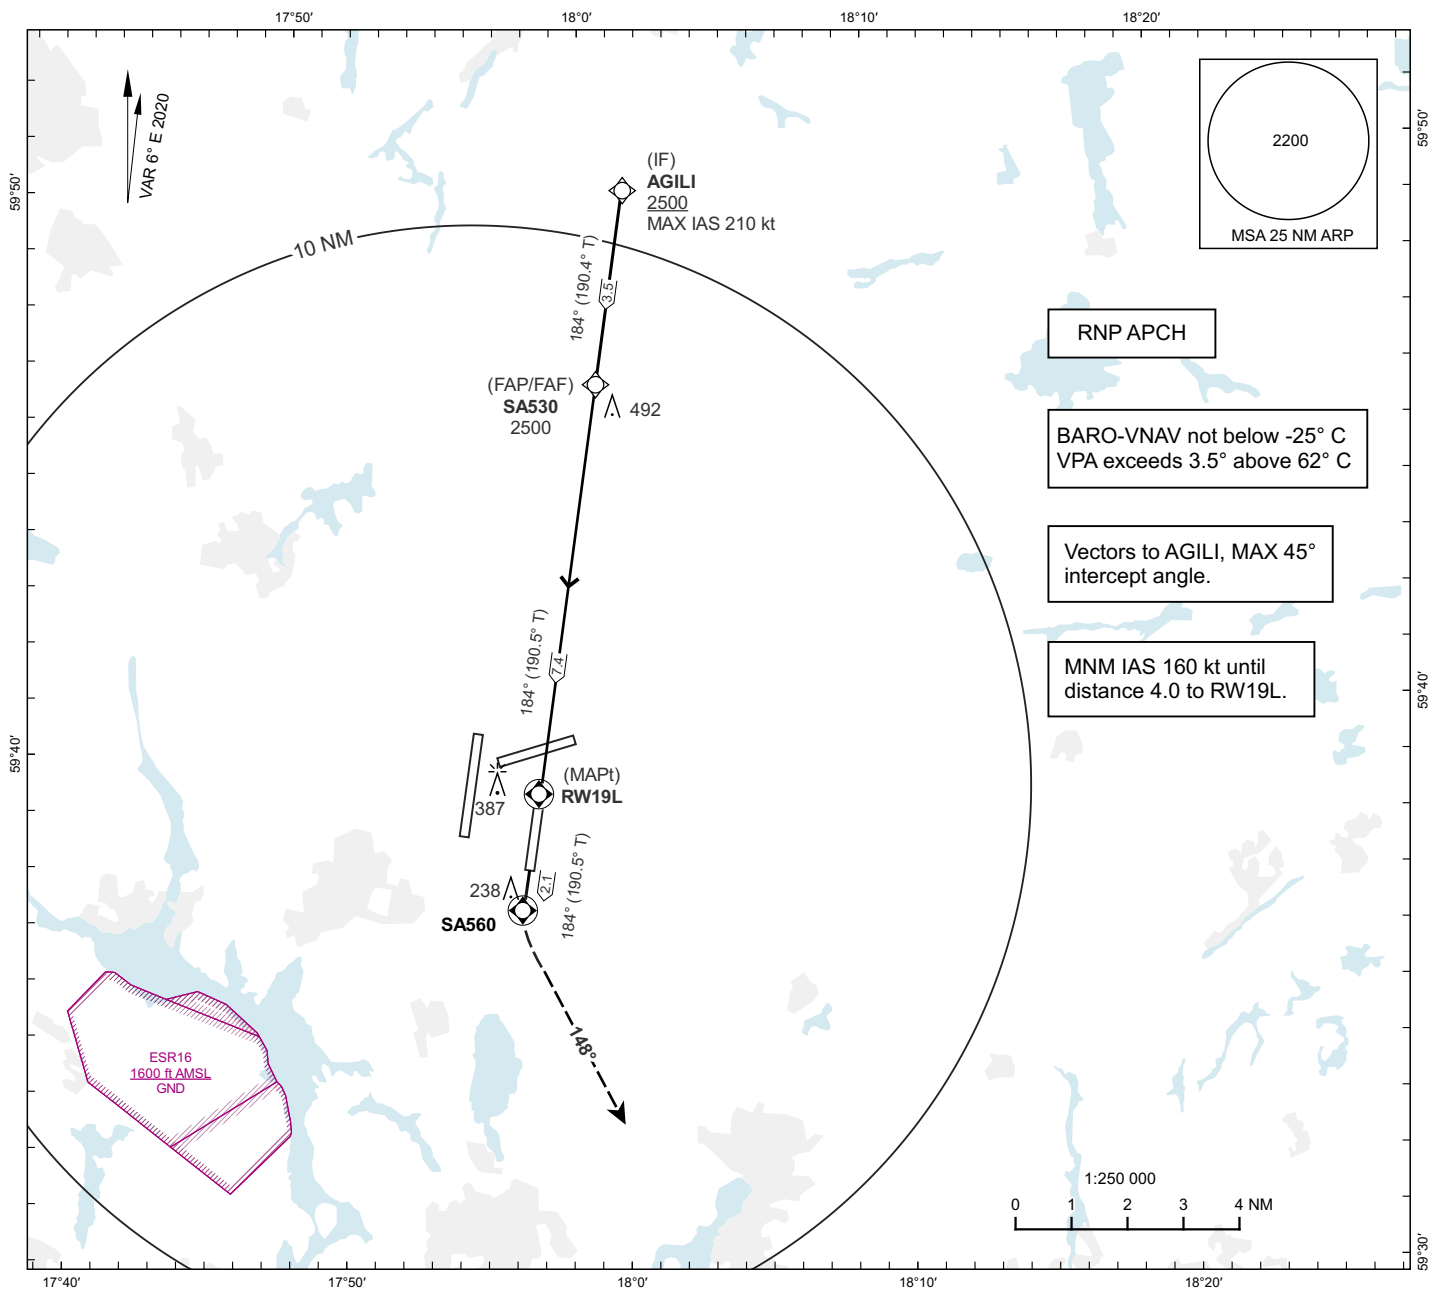 17°50′
18°0′
18°10′
18°20′
59°50′
59°40′
59°50′
59°40′
59°30′
VAR 6° E 2020
10 NM
(IF)
AGILI
2500
MAX IAS 210 kt
184° (190.4° T)
3.5
(FAP/FAF)
SA530
2500
492
184° (190.5° T)
7.4
(MAPt)
RW19L
387
184° (190.5° T)
2.1
238
SA560
148°
ESR16
1600 ft AMSL
GND
2200
MSA 25 NM ARP
RNP APCH
BARO-VNAV not below -25° C
VPA exceeds 3.5° above 62° C
Vectors to AGILI, MAX 45°
intercept angle.
MNM IAS 160 kt until
distance 4.0 to RW19L.
1:250 000
0 1 2 3 4 NM
17°40′
17°50′
18°0′
18°10′
18°20′